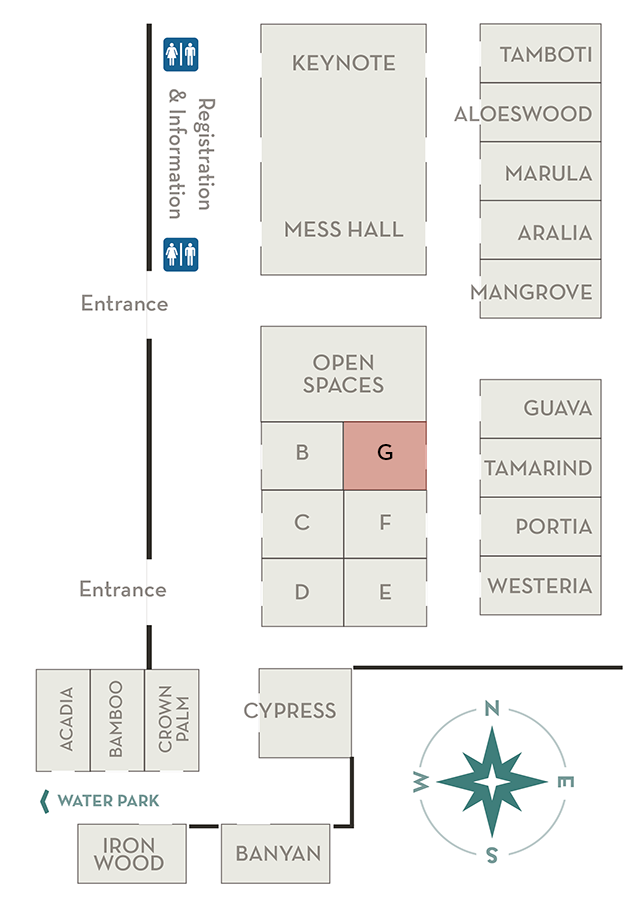 KEYNOTE
MESS HALL
Registration
& Information
Entrance
TAMBOTI
ALOESWOOD
MARULA
ARALIA
MANGROVE
OPEN
SPACES
B
G
C
F
D
E
GUAVA
TAMARIND
PORTIA
WESTERIA
Entrance
ACADIA
BAMBOO
CROWN
PALM
CYPRESS
WATER PARK
IRON
WOOD
BANYAN
N
W
E
S